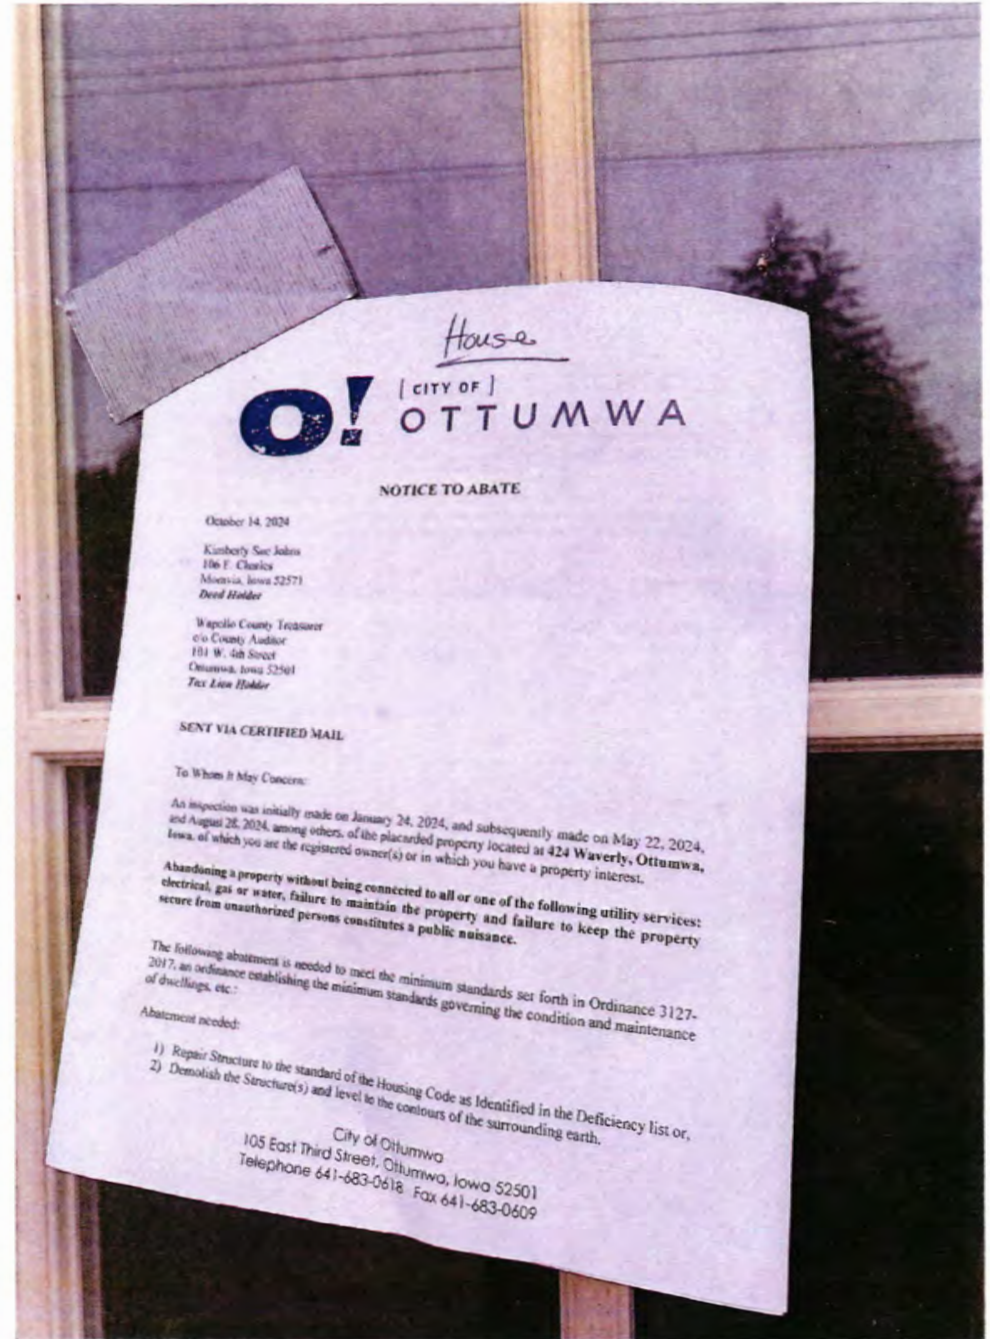 House
O! [ CITY OF ]
OTTUMWA
NOTICE TO ABATE
October 14, 2024
Kimberly Sue Johns
106 E. Charles
Moravia, Iowa 52571
Deed Holder
Wapello County Treasurer
c/o County Auditor
101 W. 4th Street
Ottumwa, Iowa 52501
Tax Lien Holder
SENT VIA CERTIFIED MAIL
To Whom It May Concern:
An inspection was initially made on January 24, 2024, and subsequently made on May 22, 2024,
and August 28, 2024, among others, of the placarded property located at 424 Waverly, Ottumwa,
Iowa, of which you are the registered owner(s) or in which you have a property interest.
Abandoning a property without being connected to all or one of the following utility services:
electrical, gas or water, failure to maintain the property and failure to keep the property
secure from unauthorized persons constitutes a public nuisance.
The following abatement is needed to meet the minimum standards set forth in Ordinance 3127-
2017, an ordinance establishing the minimum standards governing the condition and maintenance
of dwellings, etc.:
Abatement needed:
1) Repair Structure to the standard of the Housing Code as Identified in the Deficiency list or,
2) Demolish the Structure(s) and level to the contours of the surrounding earth.
City of Ottumwa
105 East Third Street, Ottumwa, Iowa 52501
Telephone 641-683-0618 Fax 641-683-0609